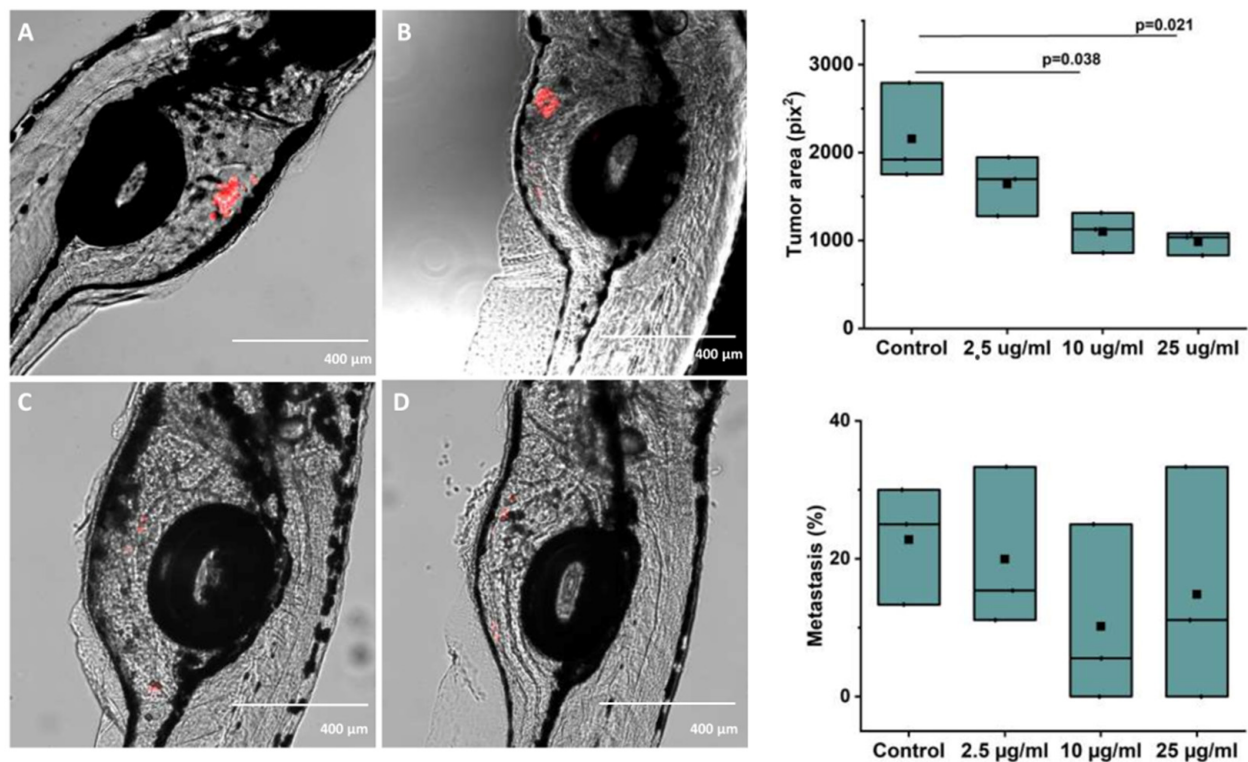 A
B
400 µm
400 µm
C
D
400 µm
400 µm
p=0.021
p=0.038
Tumor area (pix²)
3000
2000
1000
0
Control 2.5 ug/ml 10 ug/ml 25 ug/ml
Metastasis (%)
40
20
0
Control 2.5 µg/ml 10 µg/ml 25 µg/ml